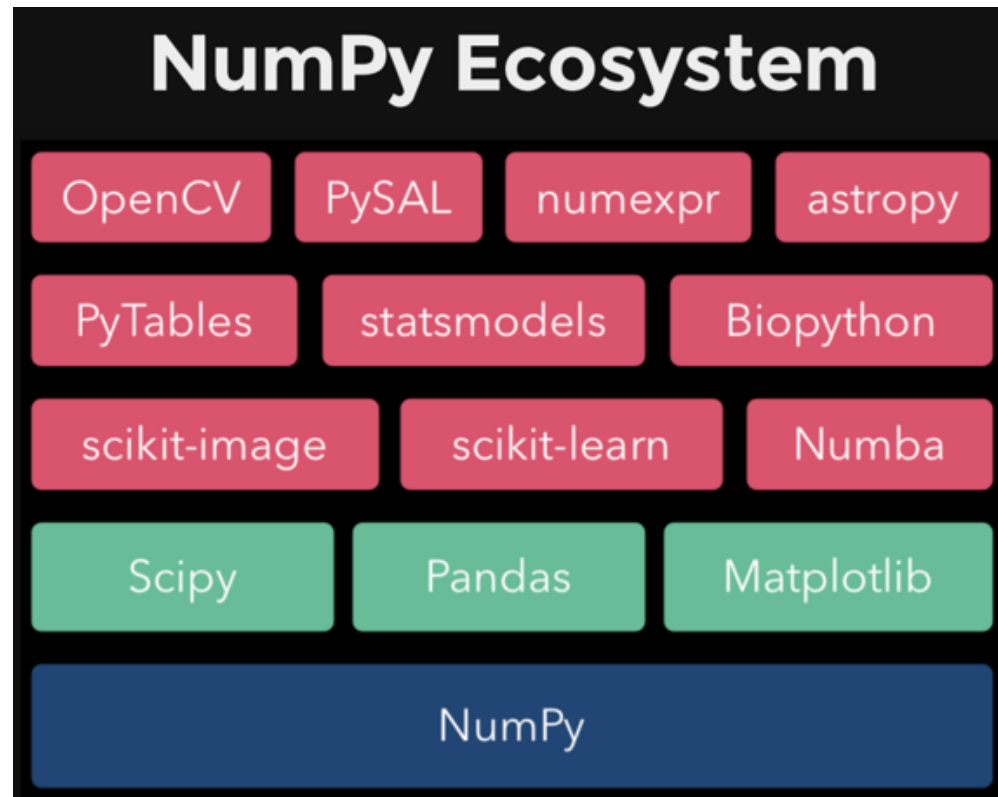 NumPy Ecosystem
OpenCV PySAL numexpr astropy
PyTables statsmodels Biopython
scikit-image scikit-learn Numba
Scipy Pandas Matplotlib
NumPy